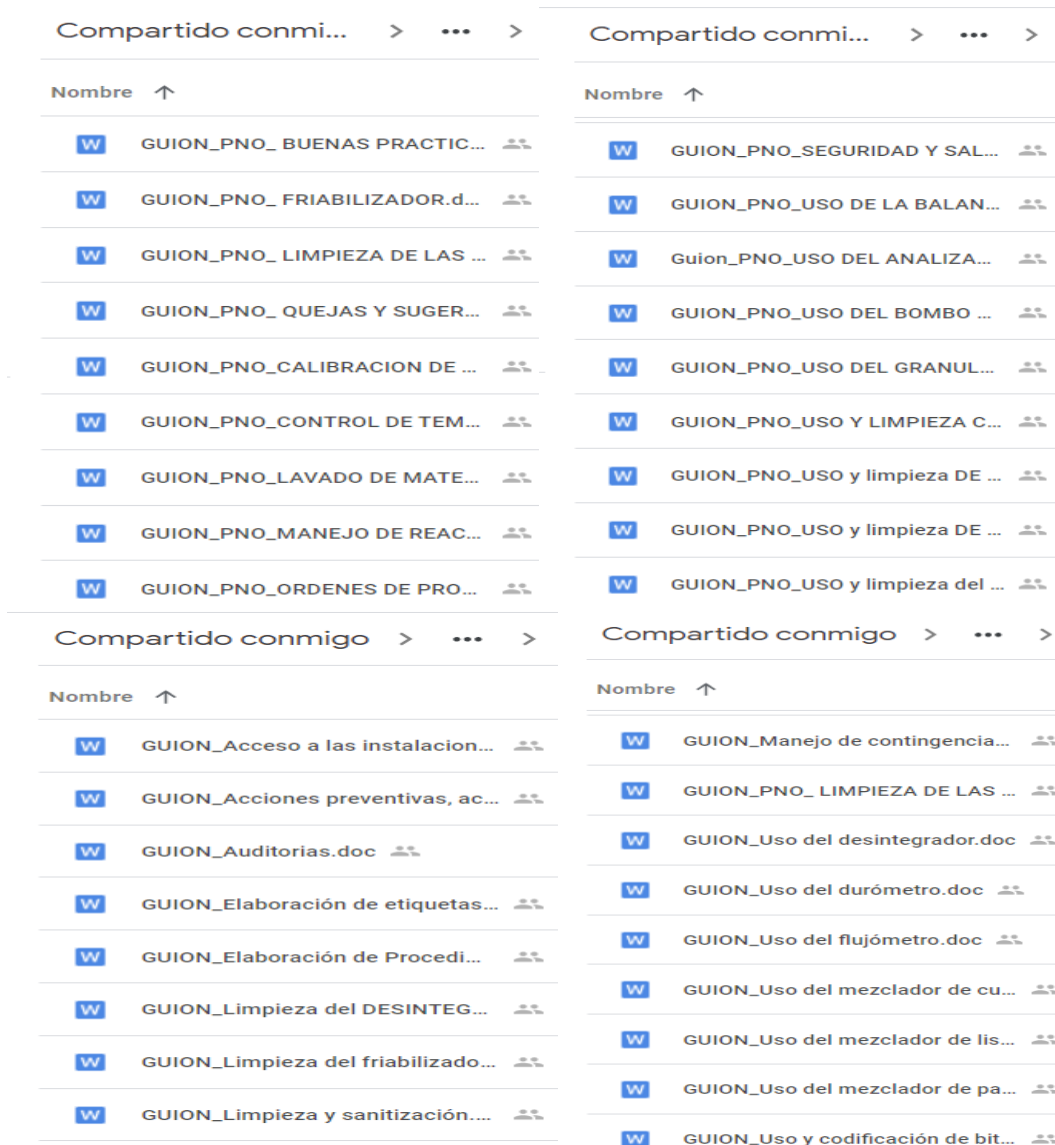 Compartido conmi... > ••• >
Nombre ↑
W GUION_PNO_ BUENAS PRACTIC...
W GUION_PNO_ FRIABILIZADOR.d...
W GUION_PNO_ LIMPIEZA DE LAS ...
W GUION_PNO_ QUEJAS Y SUGER...
W GUION_PNO_CALIBRACION DE ...
W GUION_PNO_CONTROL DE TEM...
W GUION_PNO_LAVADO DE MATE...
W GUION_PNO_MANEJO DE REAC...
W GUION_PNO_ORDENES DE PRO...
Compartido conmi... > ••• >
Nombre ↑
W GUION_PNO_SEGURIDAD Y SAL...
W GUION_PNO_USO DE LA BALAN...
W Guion_PNO_USO DEL ANALIZA...
W GUION_PNO_USO DEL BOMBO ...
W GUION_PNO_USO DEL GRANUL...
W GUION_PNO_USO Y LIMPIEZA C...
W GUION_PNO_USO y limpieza DE ...
W GUION_PNO_USO y limpieza DE ...
W GUION_PNO_USO y limpieza del ...
Compartido conmigo > ••• >
Nombre ↑
W GUION_Acceso a las instalacion...
W GUION_Acciones preventivas, ac...
W GUION_Auditorias.doc
W GUION_Elaboración de etiquetas...
W GUION_Elaboración de Procedi...
W GUION_Limpieza del DESINTEG...
W GUION_Limpieza del friabilizado...
W GUION_Limpieza y sanitización....
Compartido conmigo > ••• >
Nombre ↑
W GUION_Manejo de contingencia...
W GUION_PNO_ LIMPIEZA DE LAS ...
W GUION_Uso del desintegrador.doc
W GUION_Uso del durómetro.doc
W GUION_Uso del flujómetro.doc
W GUION_Uso del mezclador de cu...
W GUION_Uso del mezclador de lis...
W GUION_Uso del mezclador de pa...
W GUION_Uso y codificación de bit...